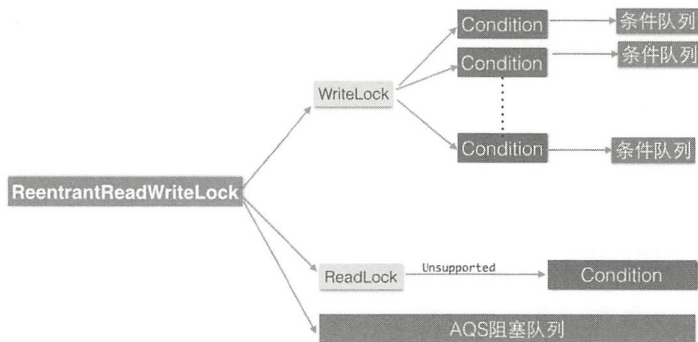 Condition
条件队列
Condition
条件队列
WriteLock
Condition
条件队列
ReentrantReadWriteLock
ReadLock
Unsupported
Condition
AQS阻塞队列